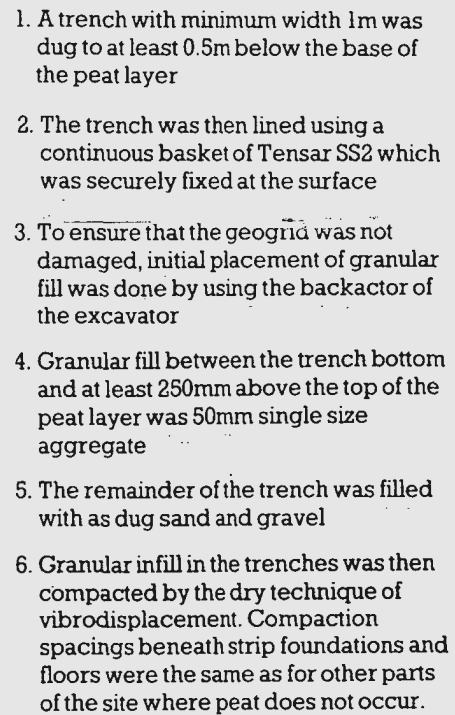 1. A trench with minimum width 1m was
dug to at least 0.5m below the base of
the peat layer
2. The trench was then lined using a
continuous basket of Tensar SS2 which
was securely fixed at the surface
3. To ensure that the geogrid was not
damaged, initial placement of granular
fill was done by using the backactor of
the excavator
4. Granular fill between the trench bottom
and at least 250mm above the top of the
peat layer was 50mm single size
aggregate
5. The remainder of the trench was filled
with as dug sand and gravel
6. Granular infill in the trenches was then
compacted by the dry technique of
vibrodisplacement. Compaction
spacings beneath strip foundations and
floors were the same as for other parts
of the site where peat does not occur.